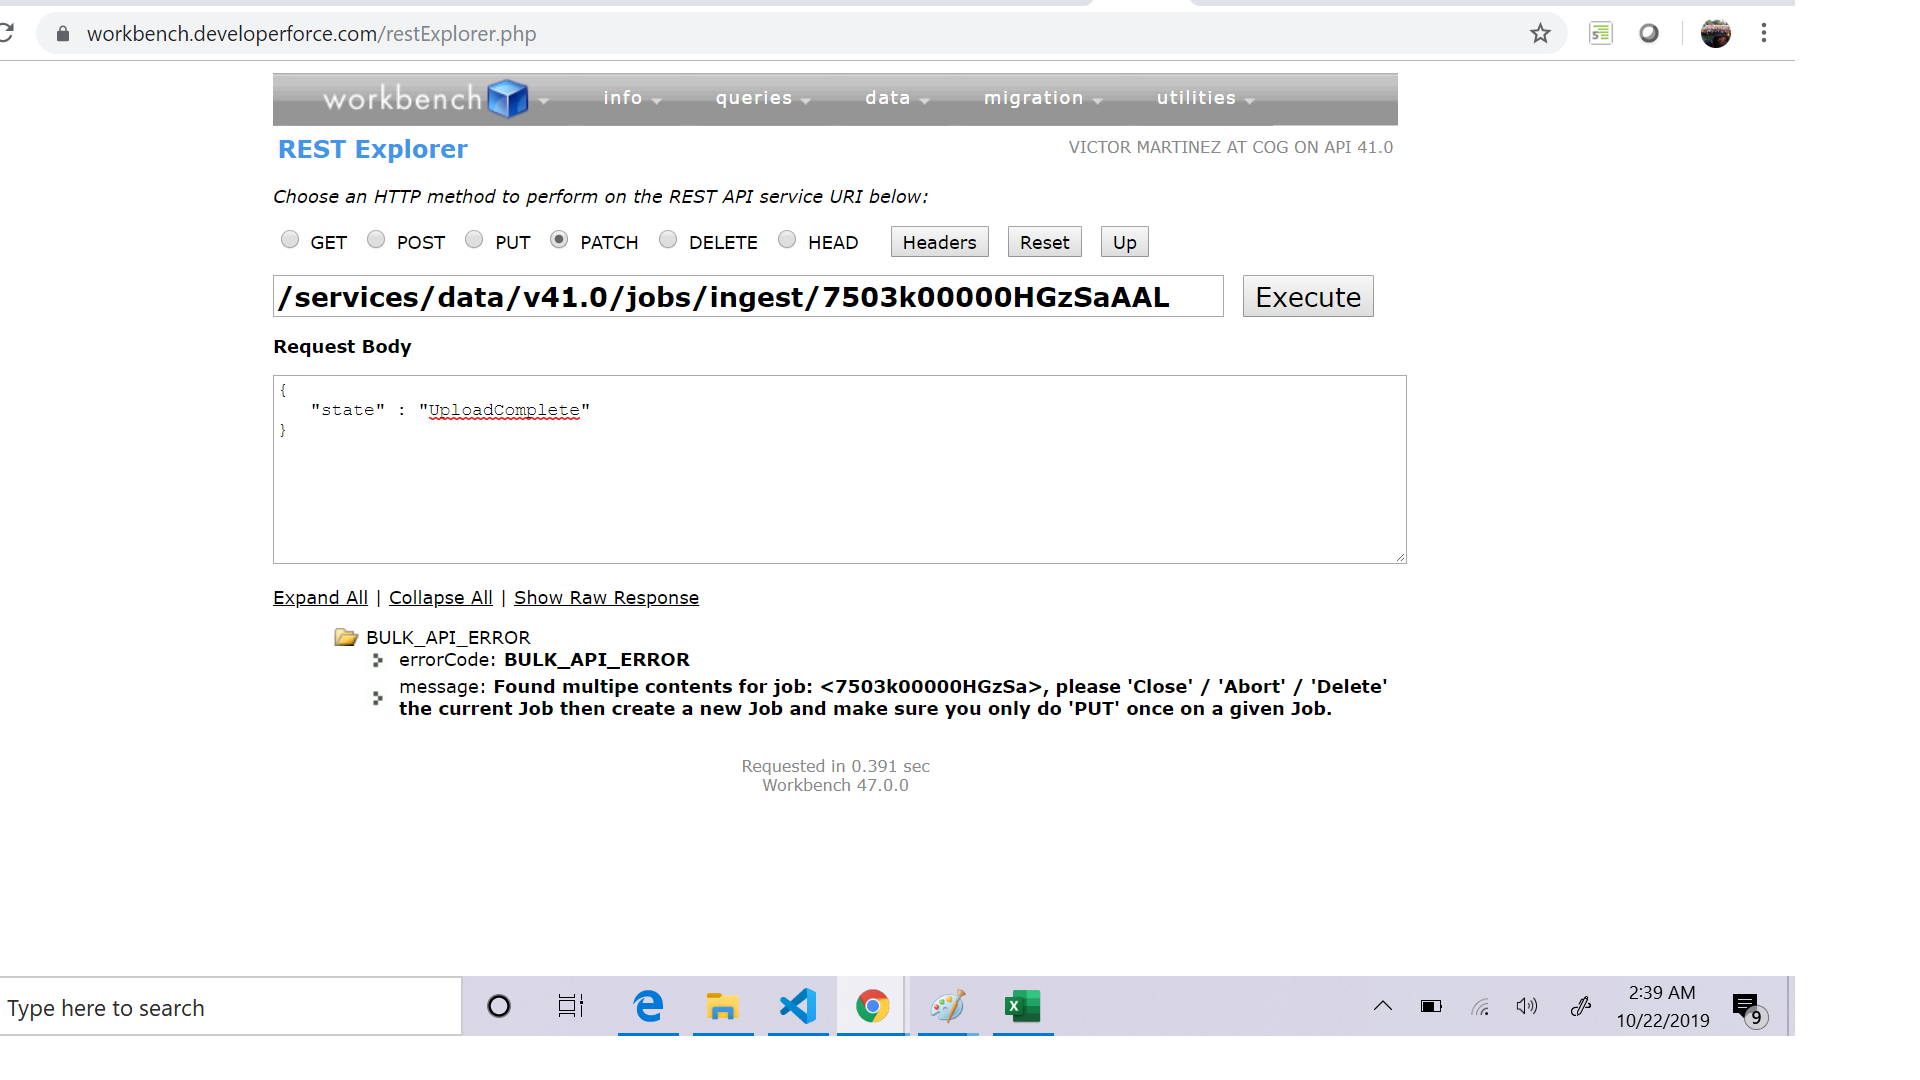 workbench.developerforce.com/restExplorer.php
workbench info queries data migration utilities
REST Explorer VICTOR MARTINEZ AT COG ON API 41.0
Choose an HTTP method to perform on the REST API service URI below:
GET POST PUT PATCH DELETE HEAD Headers Reset Up
/services/data/v41.0/jobs/ingest/7503k00000HGzSaAAL Execute
Request Body
{
"state" : "UploadComplete"
}
Expand All | Collapse All | Show Raw Response
BULK_API_ERROR
errorCode: BULK_API_ERROR
message: Found multipe contents for job: <7503k00000HGzSa>, please 'Close' / 'Abort' / 'Delete'
the current Job then create a new Job and make sure you only do 'PUT' once on a given Job.
Requested in 0.391 sec
Workbench 47.0.0
Type here to search
2:39 AM
10/22/2019
9